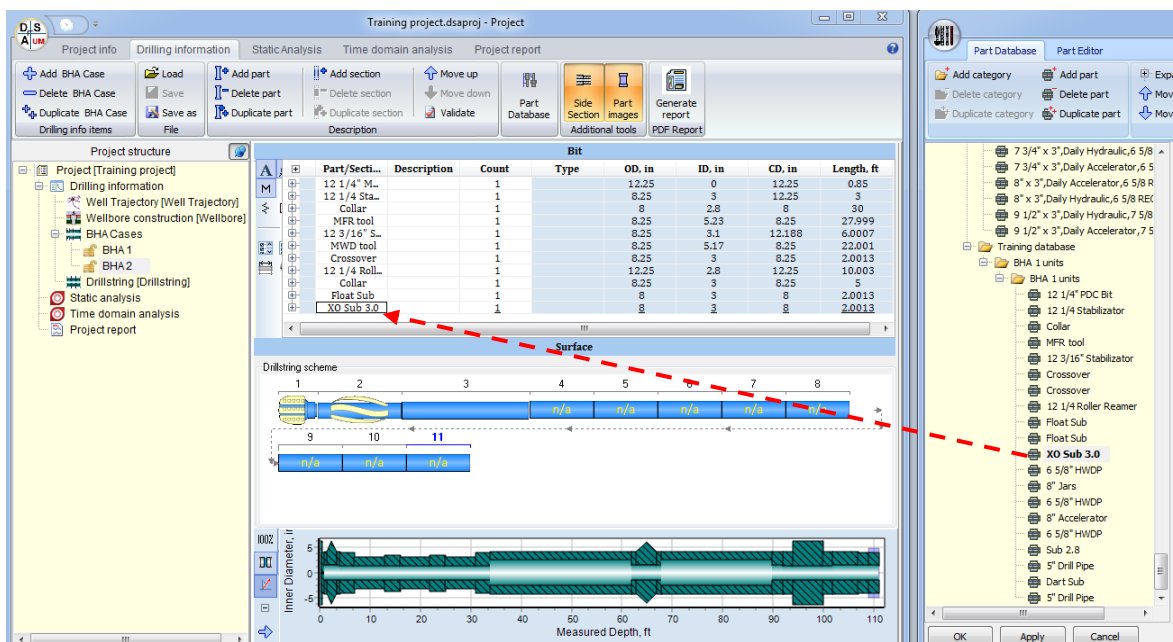 D S
A UM
Training project.dsaproj - Project
Project info Drilling information Static Analysis Time domain analysis Project report
Add BHA Case Load Add part Add section Move up
Delete BHA Case Save Delete part Delete section Move down
Duplicate BHA Case Save as Duplicate part Duplicate section Validate
Part Database Side Section Part images Generate report
Drilling info items File Description Additional tools PDF Report
Project structure
Project [Training project]
Drilling information
Well Trajectory [Well Trajectory]
Wellbore construction [Wellbore]
BHA Cases
BHA 1
BHA 2
Drillstring [Drillstring]
Static analysis
Time domain analysis
Project report
Bit
A
M
Part/Secti... Description Count Type OD, in ID, in CD, in Length, ft
12 1/4" M... 1 12.25 0 12.25 0.85
12 1/4 Sta... 1 8.25 3 12.25 3
Collar 1 8 2.8 8 30
MFR tool 1 8.25 5.23 8.25 27.999
12 3/16" S... 1 8.25 3.1 12.188 6.0007
MWD tool 1 8.25 5.17 8.25 22.001
Crossover 1 8.25 3 8.25 2.0013
12 1/4 Roll... 1 12.25 2.8 12.25 10.003
Collar 1 8.25 3 8.25 5
Float Sub 1 8 3 8 2.0013
XO Sub 3.0 1 8 3 8 2.0013
Surface
Drillstring scheme
1 2 3 4 5 6 7 8
n/a n/a n/a n/a n/a
9 10 11
n/a n/a n/a
100%
Inner Diameter, i
5
0
-5
0 10 20 30 40 50 60 70 80 90 100 110
Measured Depth, ft
Part Database Part Editor
Add category Add part Expa
Delete category Delete part Mov
Duplicate category Duplicate part Mov
7 3/4" x 3",Daily Hydraulic,6 5/8
7 3/4" x 3",Daily Accelerator,6 5
8" x 3",Daily Accelerator,6 5/8 R
8" x 3",Daily Hydraulic,6 5/8 REG
9 1/2" x 3",Daily Hydraulic,7 5/8
9 1/2" x 3",Daily Accelerator,7 5
Training database
BHA 1 units
BHA 1 units
12 1/4" PDC Bit
12 1/4 Stabilizator
Collar
MFR tool
12 3/16" Stabilizator
Crossover
Crossover
12 1/4 Roller Reamer
Float Sub
Float Sub
XO Sub 3.0
6 5/8" HWDP
8" Jars
6 5/8" HWDP
8" Accelerator
6 5/8" HWDP
Sub 2.8
5" Drill Pipe
Dart Sub
5" Drill Pipe
OK Apply Cancel